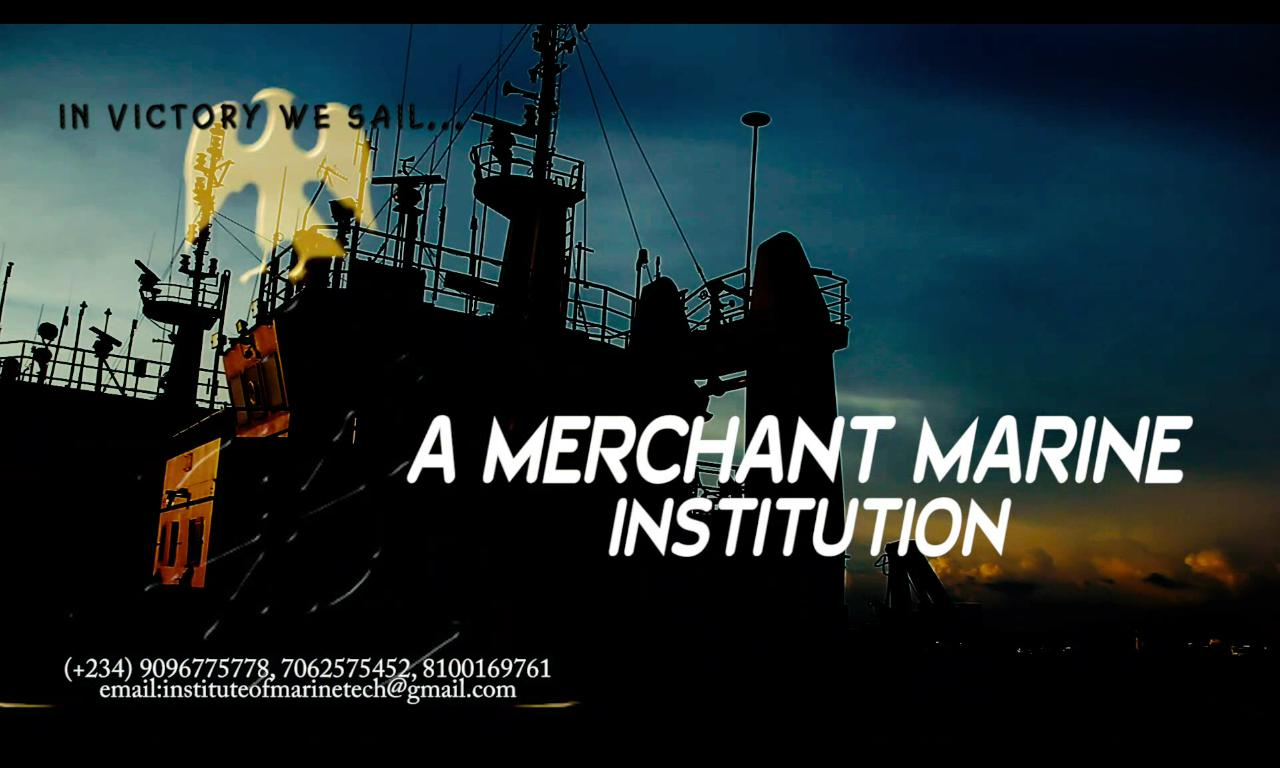 IN VICTORY WE SAIL...
A MERCHANT MARINE
INSTITUTION
(+234) 9096775778, 7062575452, 8100169761
email:instituteofmarinetech@gmail.com